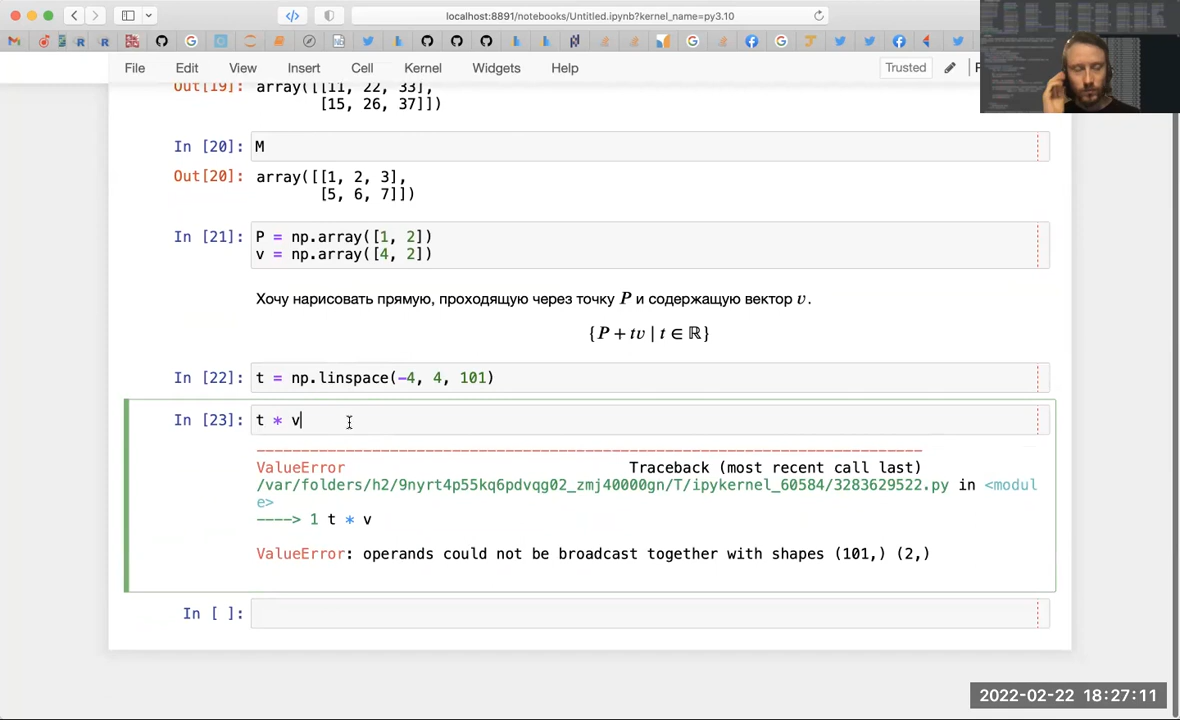 localhost:8891/notebooks/Untitled.ipynb?kernel_name=py3.10
File Edit View Insert Cell Kernel Widgets Help Trusted
Out[19]: array([[11, 22, 33],
[15, 26, 37]])
In [20]: M
Out[20]: array([[1, 2, 3],
[5, 6, 7]])
In [21]: P = np.array([1, 2])
v = np.array([4, 2])
Хочу нарисовать прямую, проходящую через точку P и содержащую вектор v.
{P + tv | t ∈ ℝ}
In [22]: t = np.linspace(-4, 4, 101)
In [23]: t * v
ValueError Traceback (most recent call last)
/var/folders/h2/9nyrt4p55kq6pdvqg02_zmj40000gn/T/ipykernel_60584/3283629522.py in <modul
e>
----> 1 t * v
ValueError: operands could not be broadcast together with shapes (101,) (2,)
In [ ]:
2022-02-22 18:27:11